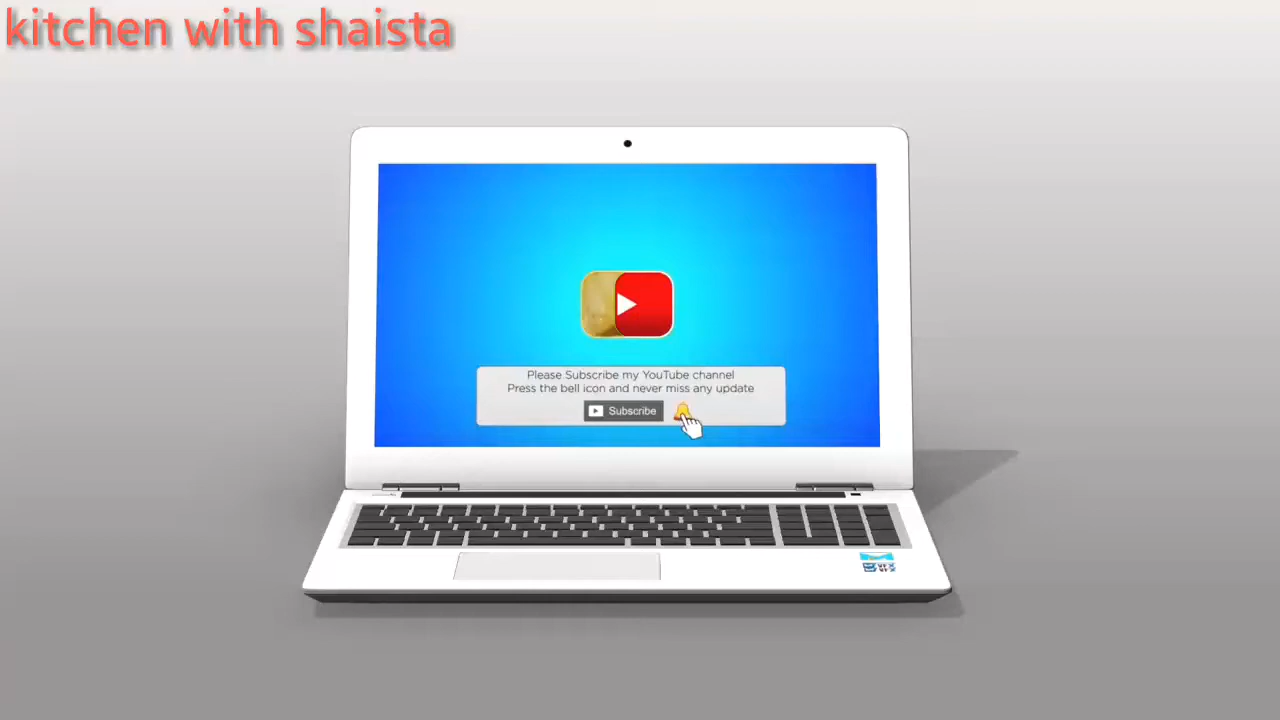 kitchen with shaista
Please Subscribe my YouTube channel
Press the bell icon and never miss any update
Subscribe